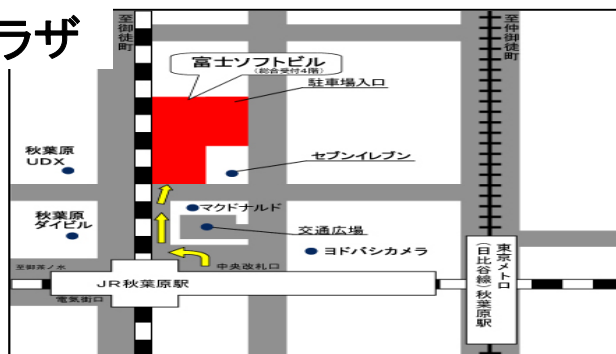 ラザ
至御徒町
至仲御徒町
富士ソフトビル
(総合受付4階)
駐車場入口
秋葉原
UDX
セブンイレブン
マクドナルド
秋葉原
ダイビル
交通広場
ヨドバシカメラ
至御茶ノ水
中央改札口
JR秋葉原駅
電気街口
東京メトロ
(日比谷線)秋葉原駅